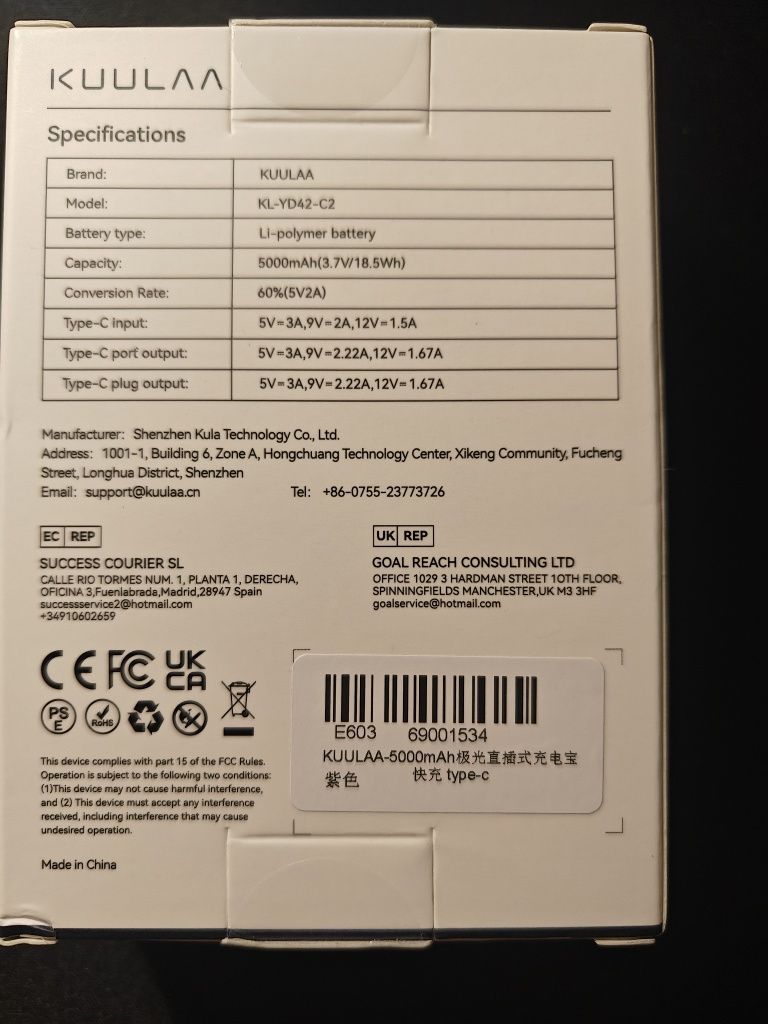 KUULAA
Specifications
Brand: KUULAA
Model: KL-YD42-C2
Battery type: Li-polymer battery
Capacity: 5000mAh(3.7V/18.5Wh)
Conversion Rate: 60%(5V2A)
Type-C input: 5V=3A,9V=2A,12V=1.5A
Type-C port output: 5V=3A,9V=2.22A,12V=1.67A
Type-C plug output: 5V=3A,9V=2.22A,12V=1.67A
Manufacturer: Shenzhen Kula Technology Co., Ltd.
Address: 1001-1, Building 6, Zone A, Hongchuang Technology Center, Xikeng Community, Fucheng
Street, Longhua District, Shenzhen
Email: support@kuulaa.cn Tel: +86-0755-23773726
EC REP
SUCCESS COURIER SL
CALLE RIO TORMES NUM. 1, PLANTA 1, DERECHA,
OFICINA 3,Fuenlabrada,Madrid,28947 Spain
successservice2@hotmail.com
+34910602659
UK REP
GOAL REACH CONSULTING LTD
OFFICE 1029 3 HARDMAN STREET 10TH FLOOR,
SPINNINGFIELDS MANCHESTER,UK M3 3HF
goalservice@hotmail.com
CE FC UK
CA
PS
E
RoHS
This device complies with part 15 of the FCC Rules.
Operation is subject to the following two conditions:
(1)This device may not cause harmful interference,
and (2) This device must accept any interference
received, including interference that may cause
undesired operation.
Made in China
E603 69001534
KUULAA-5000mAh极光直插式充电宝
紫色 快充 type-c